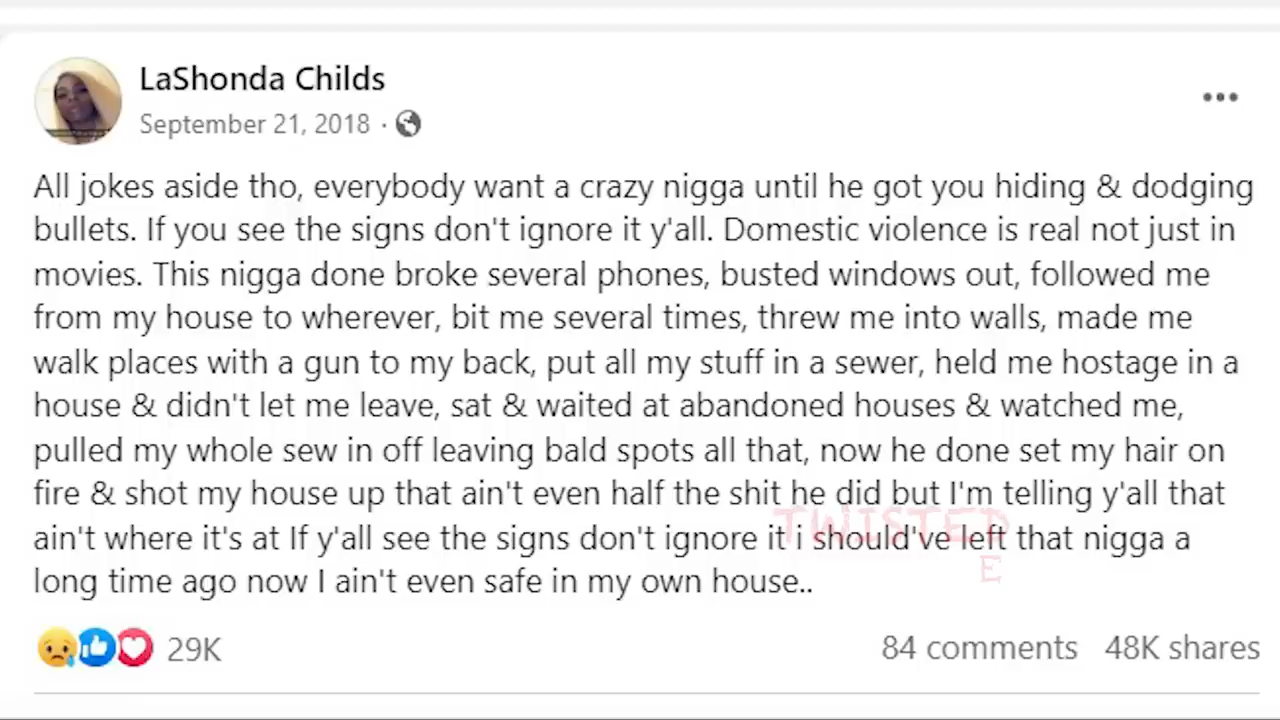 LaShonda Childs
September 21, 2018 ·
All jokes aside tho, everybody want a crazy nigga until he got you hiding & dodging
bullets. If you see the signs don't ignore it y'all. Domestic violence is real not just in
movies. This nigga done broke several phones, busted windows out, followed me
from my house to wherever, bit me several times, threw me into walls, made me
walk places with a gun to my back, put all my stuff in a sewer, held me hostage in a
house & didn't let me leave, sat & waited at abandoned houses & watched me,
pulled my whole sew in off leaving bald spots all that, now he done set my hair on
fire & shot my house up that ain't even half the shit he did but I'm telling y'all that
TWISTED
ain't where it's at If y'all see the signs don't ignore it i should've left that nigga a
E
long time ago now I ain't even safe in my own house..
29K 84 comments 48K shares